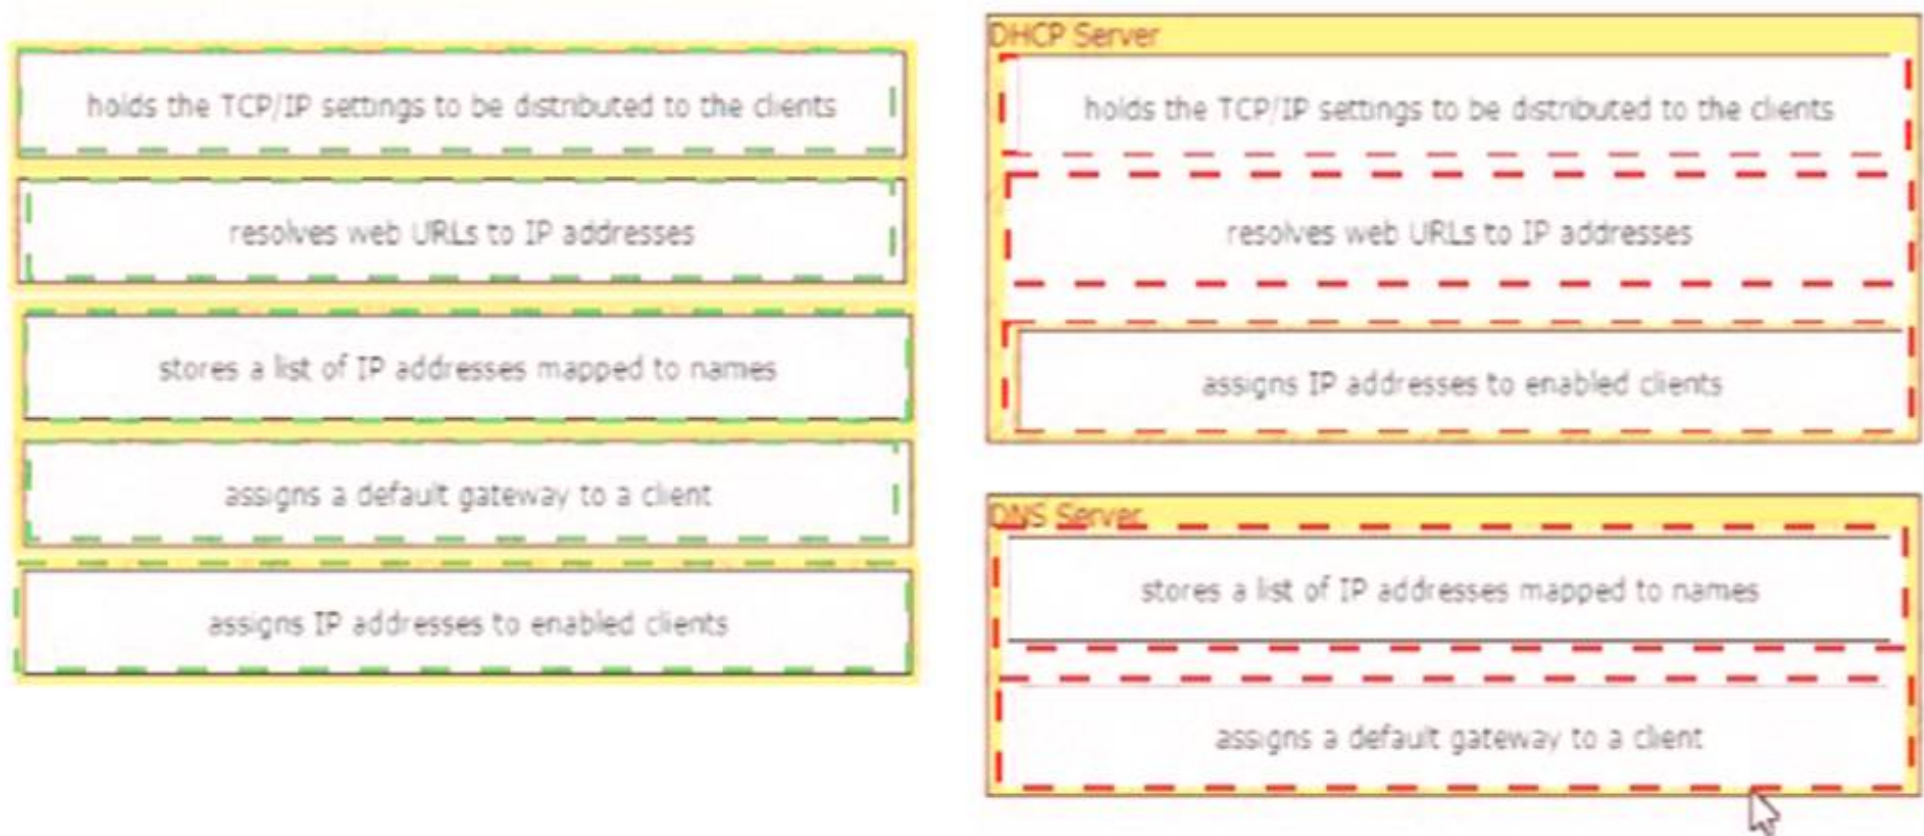 holds the TCP/IP settings to be distributed to the clients
resolves web URLs to IP addresses
stores a list of IP addresses mapped to names
assigns a default gateway to a client
assigns IP addresses to enabled clients
DHCP Server
holds the TCP/IP settings to be distributed to the clients
resolves web URLs to IP addresses
assigns IP addresses to enabled clients
DNS Server
stores a list of IP addresses mapped to names
assigns a default gateway to a client